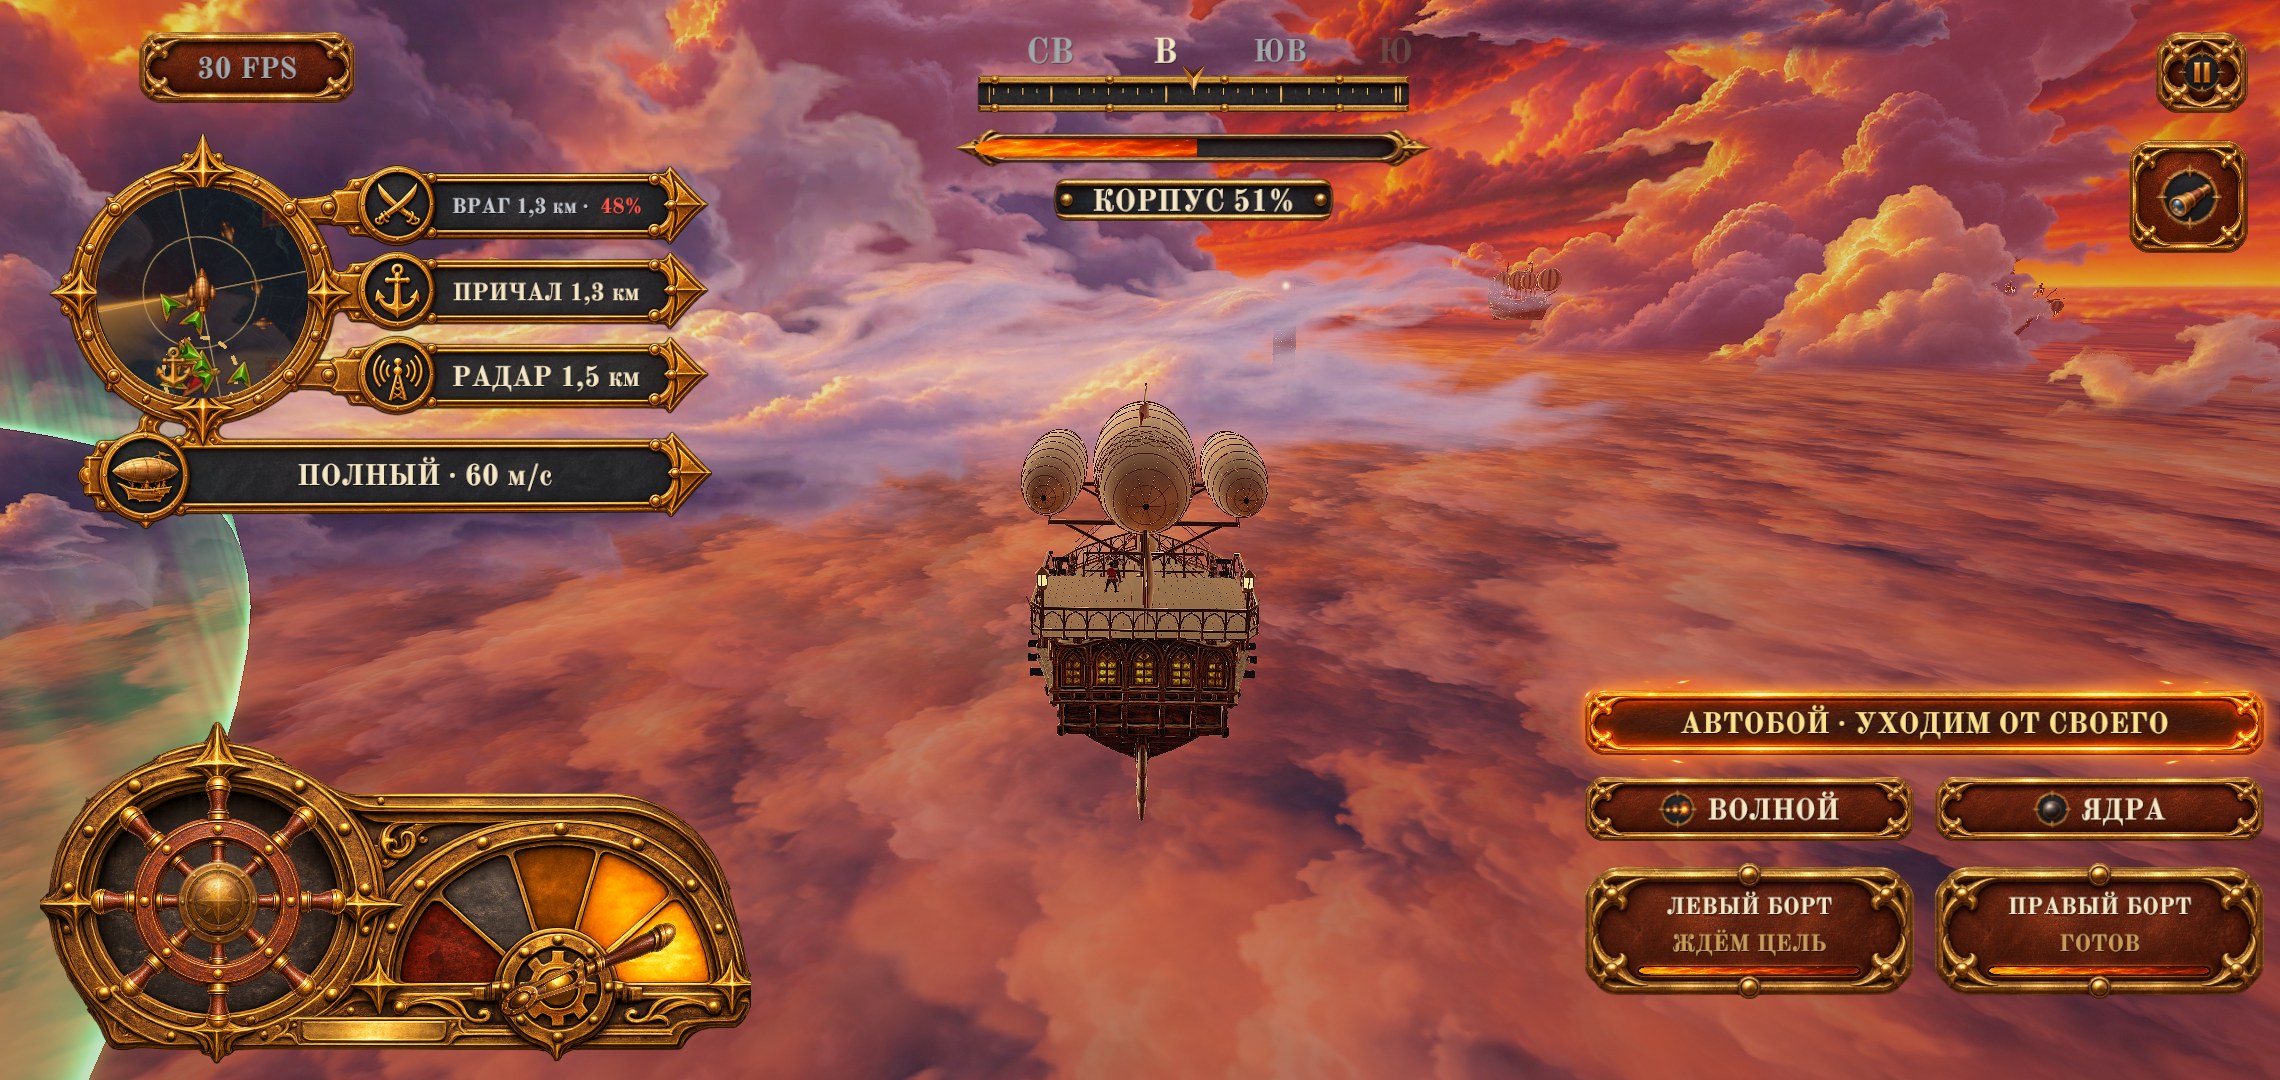 30 FPS
СВ В ЮВ Ю
КОРПУС 51%
ВРАГ 1,3 км · 48%
ПРИЧАЛ 1,3 км
РАДАР 1,5 км
ПОЛНЫЙ · 60 м/с
АВТОБОЙ · УХОДИМ ОТ СВОЕГО
ВОЛНОЙ
ЯДРА
ЛЕВЫЙ БОРТ
ЖДЁМ ЦЕЛЬ
ПРАВЫЙ БОРТ
ГОТОВ